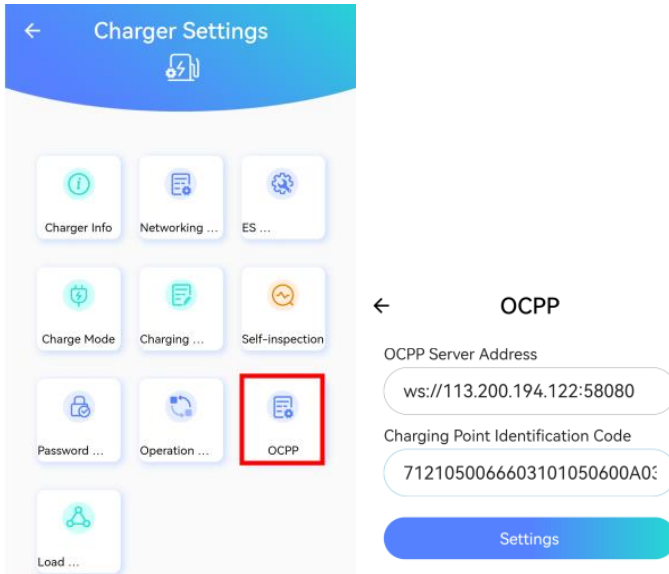 Charger Settings
Charger Info
Networking ...
ES ...
Charge Mode
Charging ...
Self-inspection
Password ...
Operation ...
OCPP
Load ...
OCPP
OCPP Server Address
ws://113.200.194.122:58080
Charging Point Identification Code
7121050066603101050600A03
Settings